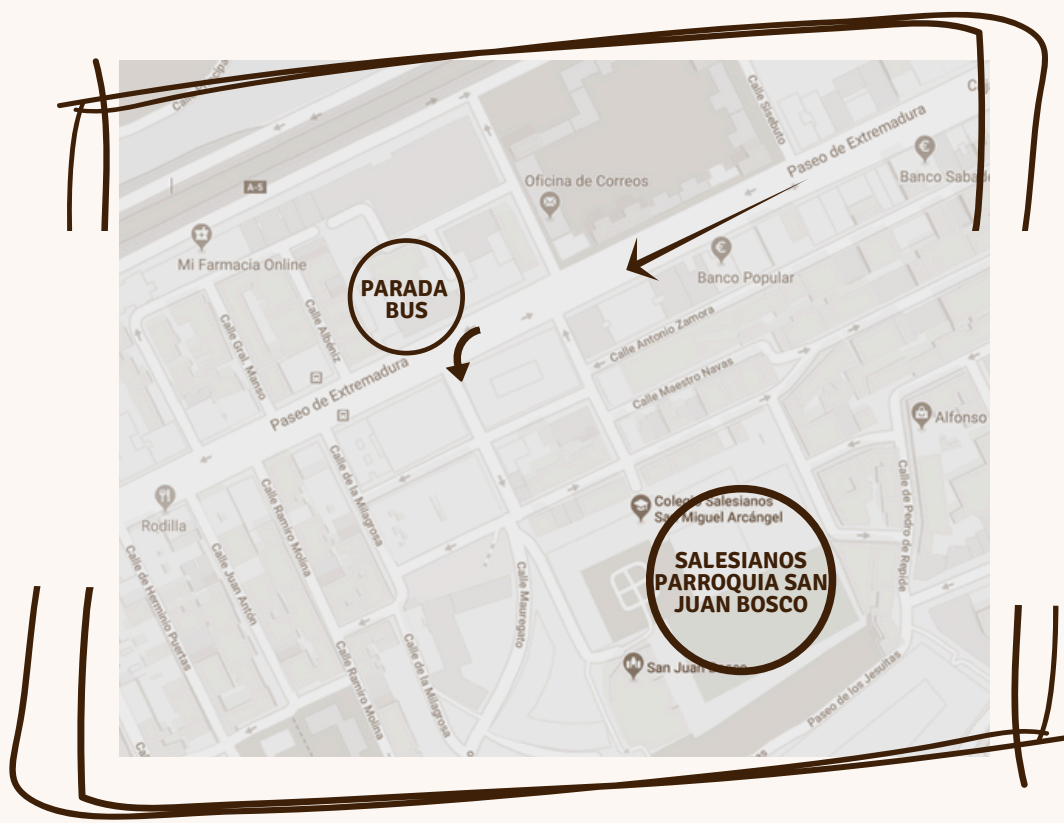 Calle Sisebuto
Paseo de Extremadura
A-5
Oficina de Correos
Banco
Mi Farmacia Online
Banco Popular
PARADA
BUS
Calle Gral. Manso
Calle Albéniz
Calle Antonio Zamora
Calle Maestro Navas
Paseo de Extremadura
Alfonso
Rodilla
Calle de la Milagrosa
Calle Ramiro Molina
Calle Juan Antón
Calle de Herminio Puertas
Calle de Pedro de Répide
Colegio Salesianos
San Miguel Arcángel
SALESIANOS
PARROQUIA SAN
JUAN BOSCO
Calle Mauregato
San Juan Bosco
Calle Ramiro Molina
Calle de la Milagrosa
Paseo de los Jesuitas